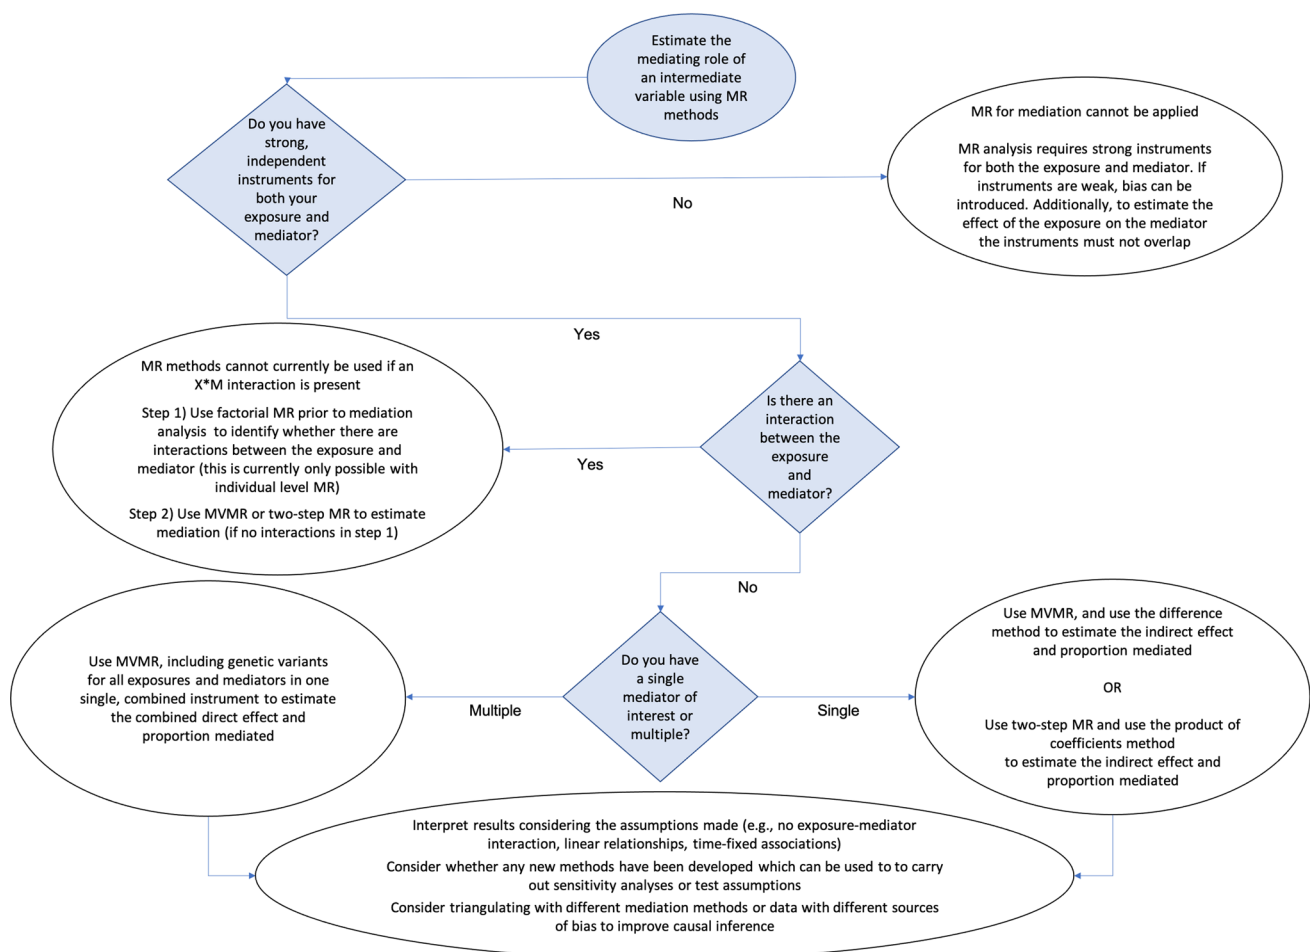 Estimate the
mediating role of
an intermediate
variable using MR
methods
Do you have
strong,
independent
instruments for
both your
exposure and
mediator?
No
MR for mediation cannot be applied
MR analysis requires strong instruments
for both the exposure and mediator. If
instruments are weak, bias can be
introduced. Additionally, to estimate the
effect of the exposure on the mediator
the instruments must not overlap
Yes
Is there an
interaction
between the
exposure
and
mediator?
Yes
MR methods cannot currently be used if an
X*M interaction is present
Step 1) Use factorial MR prior to mediation
analysis to identify whether there are
interactions between the exposure and
mediator (this is currently only possible with
individual level MR)
Step 2) Use MVMR or two-step MR to estimate
mediation (if no interactions in step 1)
No
Do you have
a single
mediator of
interest or
multiple?
Multiple
Use MVMR, including genetic variants
for all exposures and mediators in one
single, combined instrument to estimate
the combined direct effect and
proportion mediated
Single
Use MVMR, and use the difference
method to estimate the indirect effect
and proportion mediated
OR
Use two-step MR and use the product of
coefficients method
to estimate the indirect effect and
proportion mediated
Interpret results considering the assumptions made (e.g., no exposure-mediator
interaction, linear relationships, time-fixed associations)
Consider whether any new methods have been developed which can be used to to carry
out sensitivity analyses or test assumptions
Consider triangulating with different mediation methods or data with different sources
of bias to improve causal inference